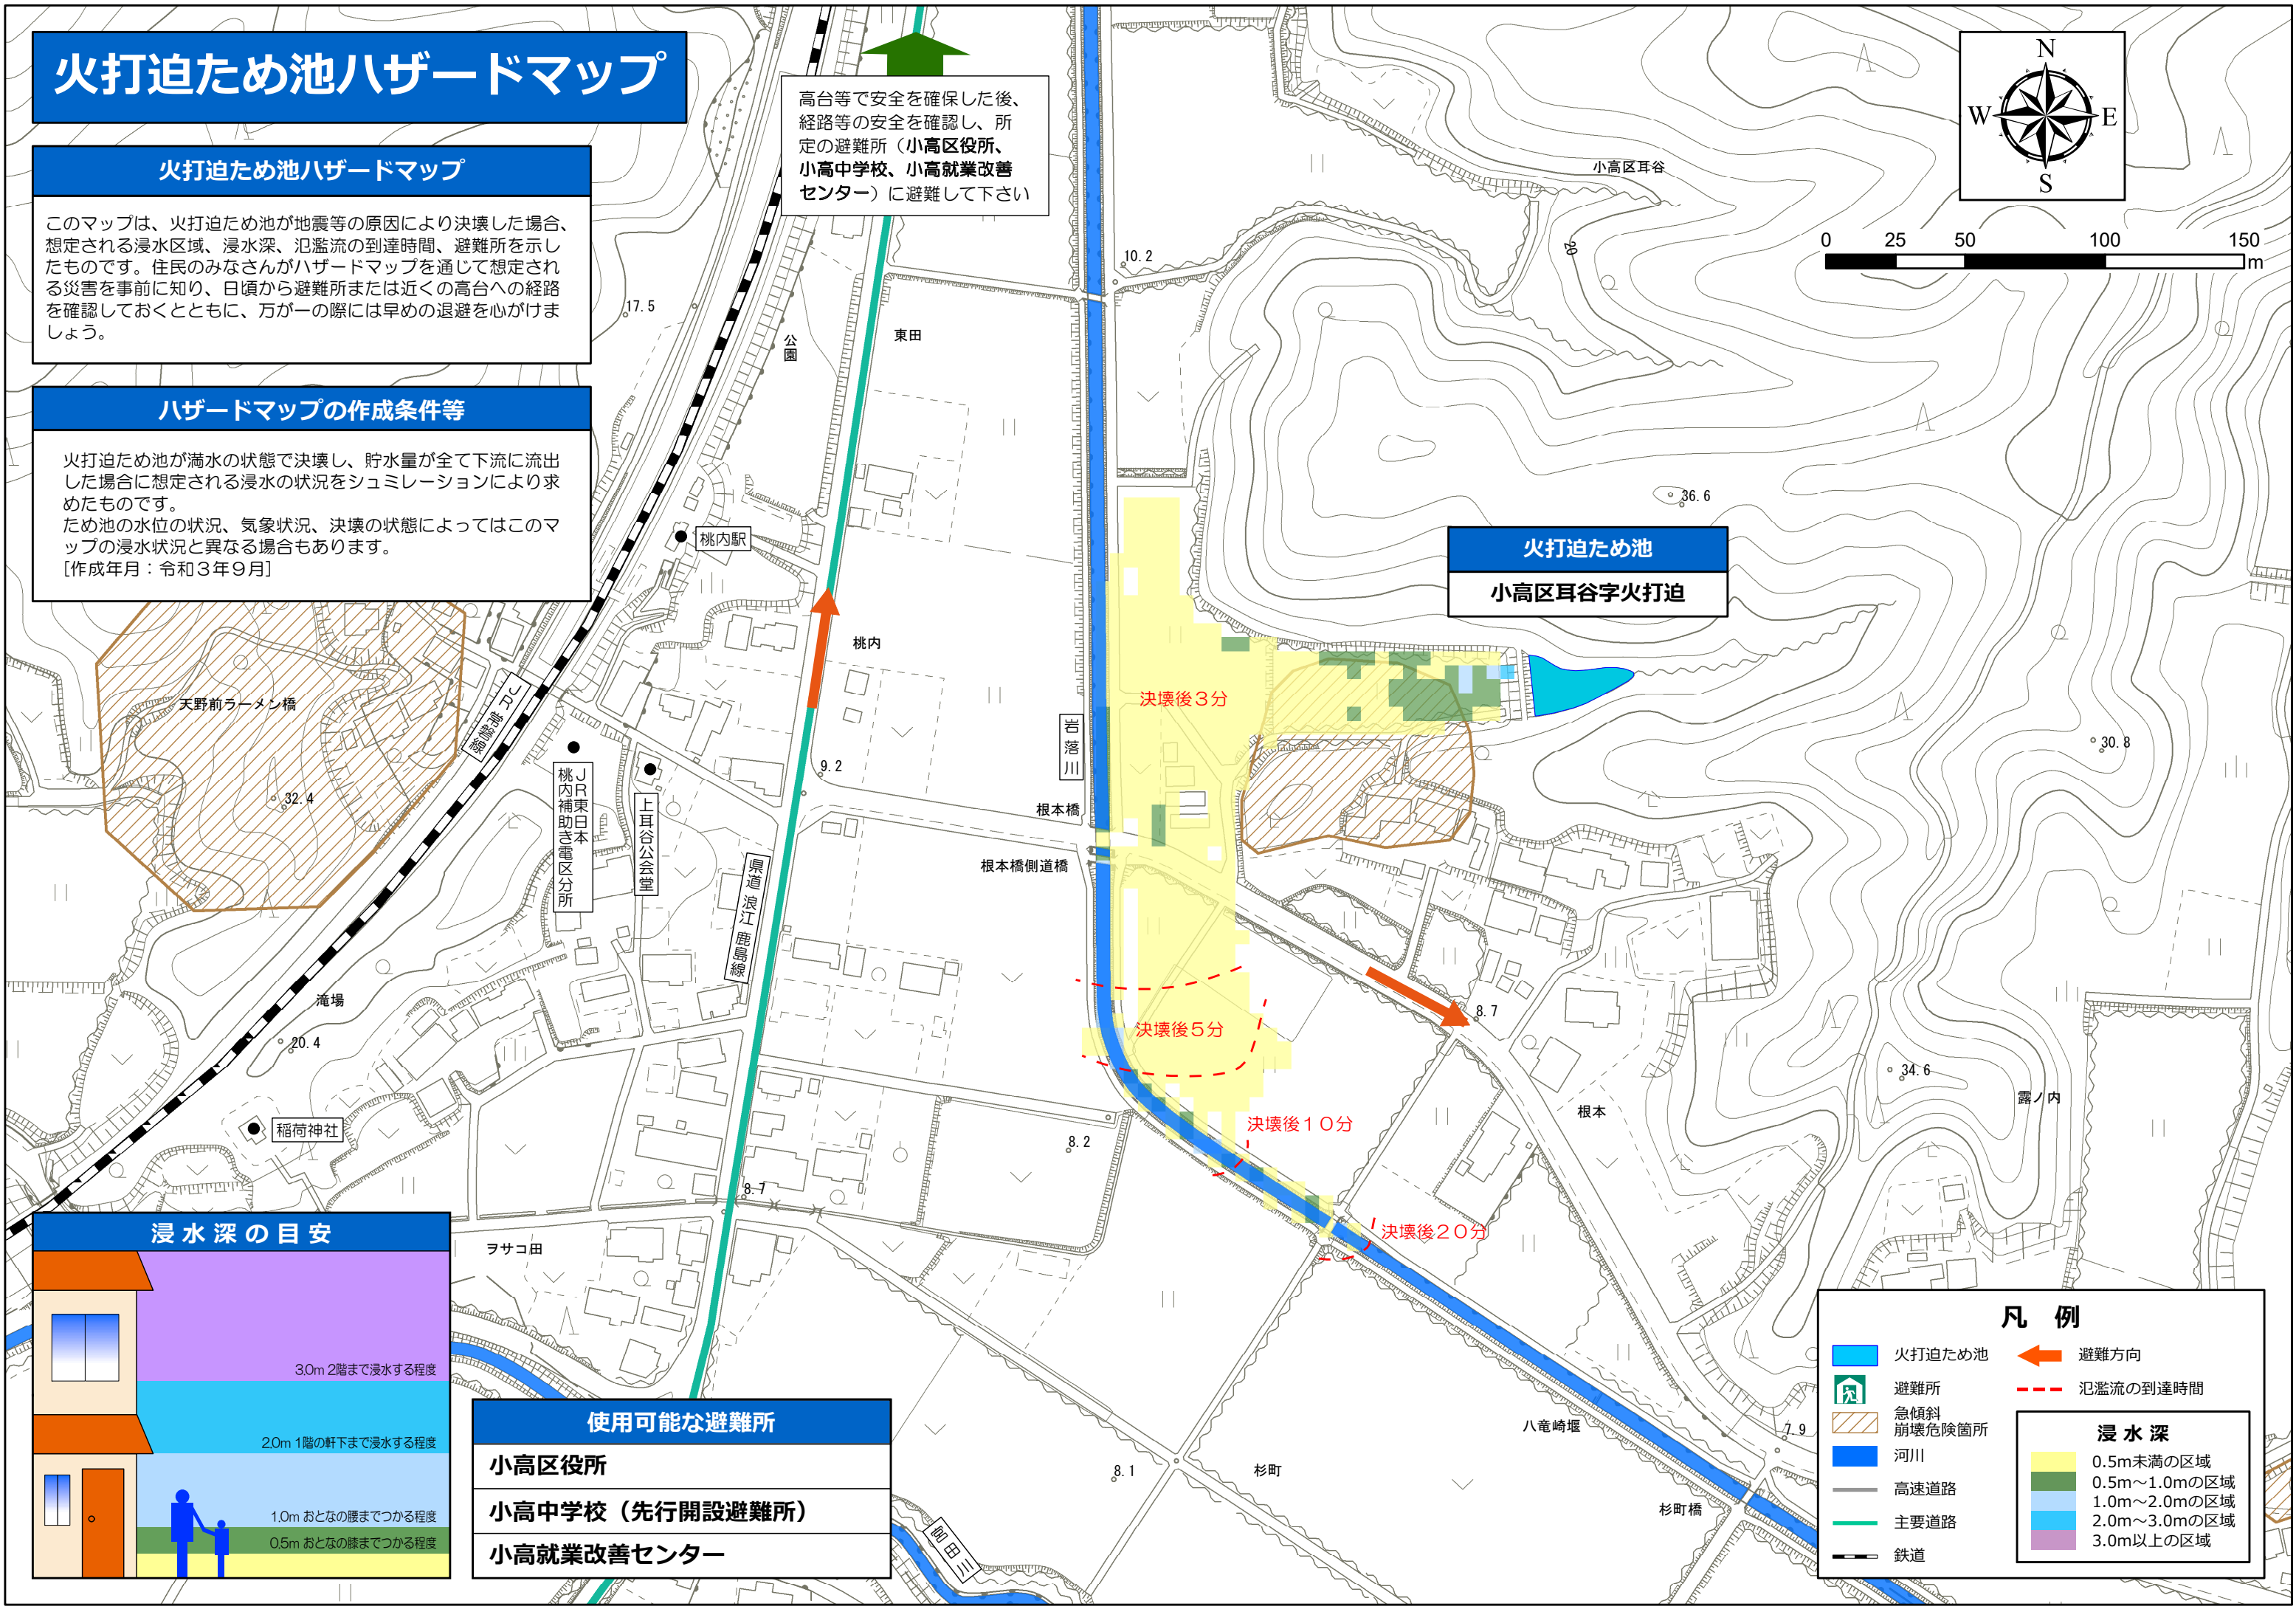 火打迫ため池ハザードマップ
火打迫ため池ハザードマップ
このマップは、火打迫ため池が地震等の原因により決壊した場合、
想定される浸水区域、浸水深、氾濫流の到達時間、避難所を示し
たものです。住民のみなさんがハザードマップを通じて想定され
る災害を事前に知り、日頃から避難所または近くの高台への経路
を確認しておくとともに、万が一の際には早めの退避を心がけま
しょう。
ハザードマップの作成条件等
火打迫ため池が満水の状態で決壊し、貯水量が全て下流に流出
した場合に想定される浸水の状況をシュミレーションにより求
めたものです。
ため池の水位の状況、気象状況、決壊の状態によってはこのマ
ップの浸水状況と異なる場合もあります。
[作成年月：令和３年９月]
高台等で安全を確保した後、
経路等の安全を確認し、所
定の避難所（小高区役所、
小高中学校、小高就業改善
センター）に避難して下さい
N
W
E
S
0 25 50 100 150
m
小高区耳谷
20
10.2
17.5
公園
東田
36.6
火打迫ため池
小高区耳谷字火打迫
桃内駅
桃内
天野前ラーメン橋
JR 常磐線
決壊後３分
岩落川
30.8
9.2
32.4
根本橋
根本橋側道橋
ＪＲ東日本
桃内補助き電区分所
上耳谷公会堂
県道 浪江 鹿島線
滝場
20.4
決壊後５分
8.7
34.6
露ノ内
根本
稲荷神社
8.2
決壊後１０分
8.7
決壊後２０分
ヲサコ田
浸水深の目安
3.0m 2階まで浸水する程度
2.0m 1階の軒下まで浸水する程度
1.0m おとなの腰までつかる程度
0.5m おとなの膝までつかる程度
使用可能な避難所
小高区役所
小高中学校（先行開設避難所）
小高就業改善センター
宮田川
8.1
杉町
八竜崎堰
杉町橋
7.9
凡 例
火打迫ため池
避難所
急傾斜
崩壊危険箇所
河川
高速道路
主要道路
鉄道
避難方向
氾濫流の到達時間
浸水深
0.5m未満の区域
0.5m～1.0mの区域
1.0m～2.0mの区域
2.0m～3.0mの区域
3.0m以上の区域